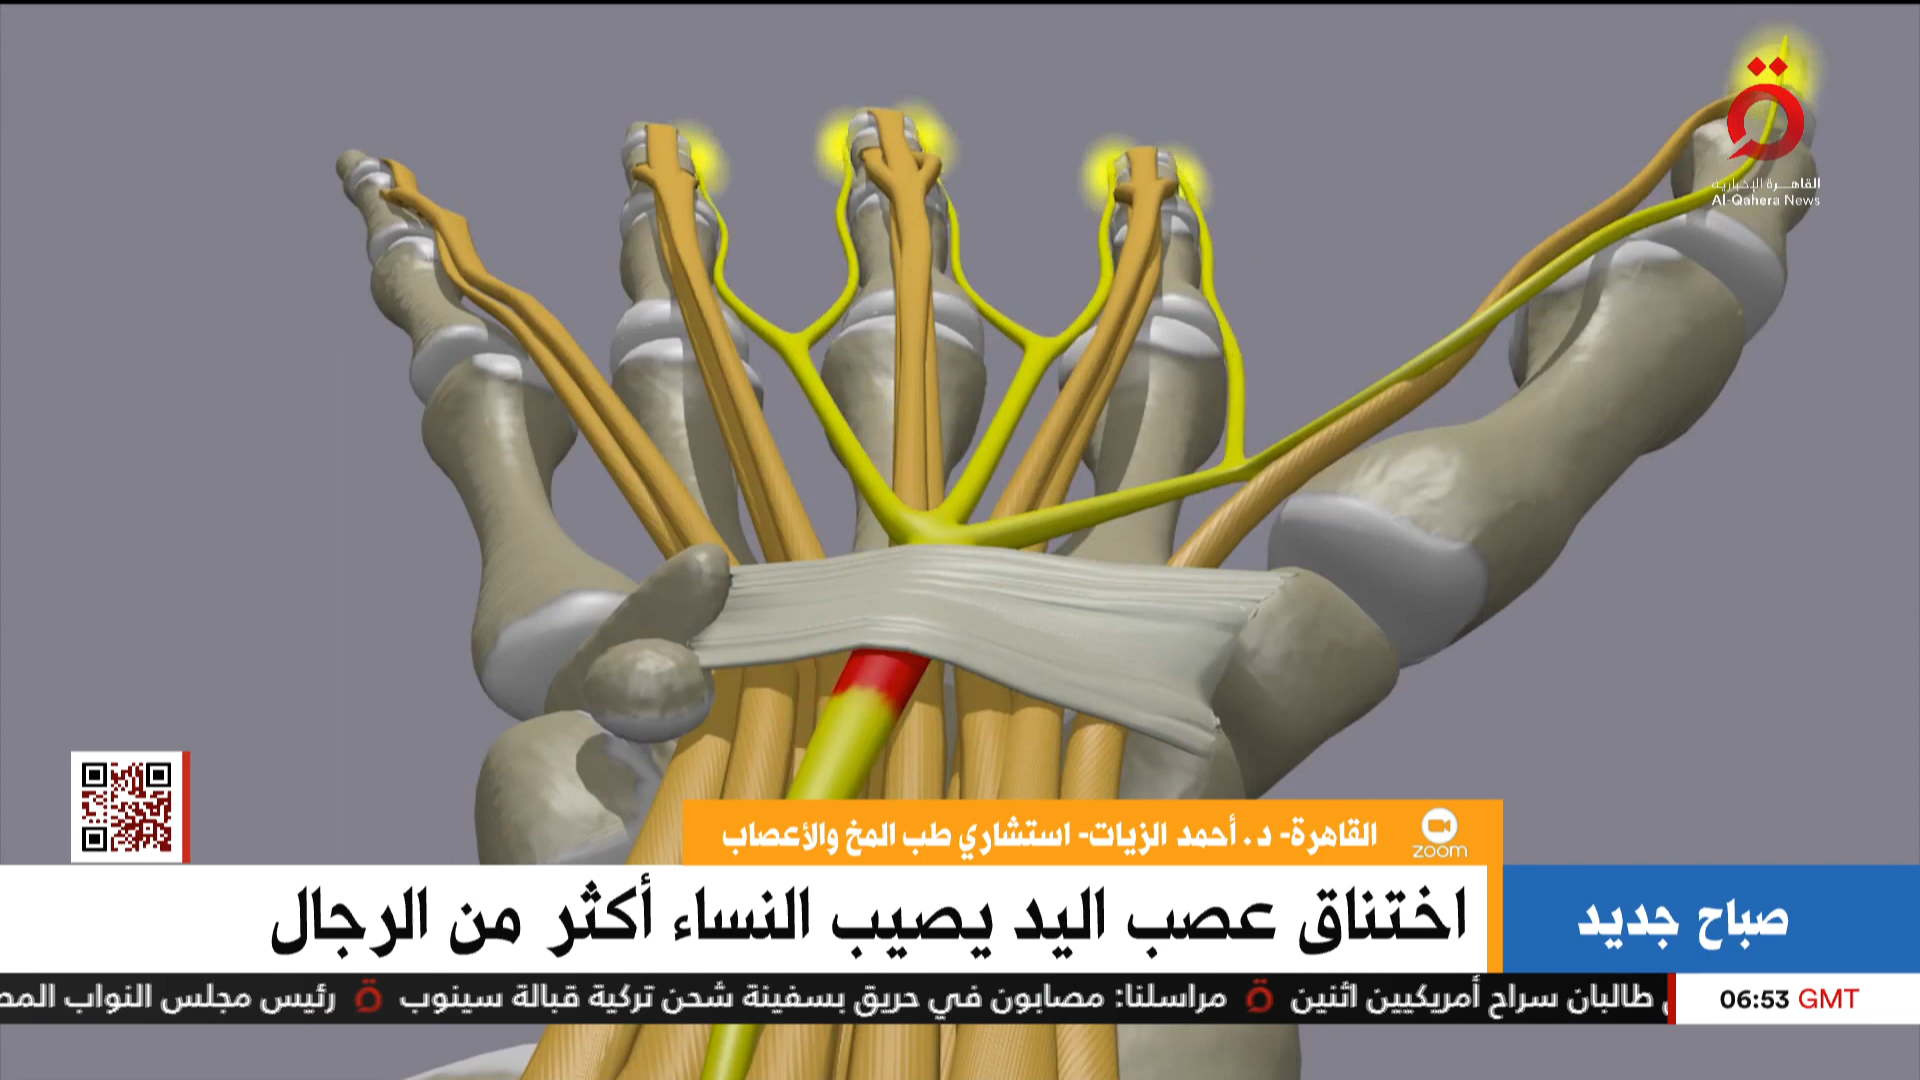 القاهرة الإخبارية
Al-Qahera News
القاهرة- د. أحمد الزيات- استشاري طب المخ والأعصاب
zoom
اختناق عصب اليد يصيب النساء أكثر من الرجال
صباح جديد
طالبان سراح أمريكيين اثنين
مراسلنا: مصابون في حريق بسفينة شحن تركية قبالة سينوب
رئيس مجلس النواب
06:53 GMT